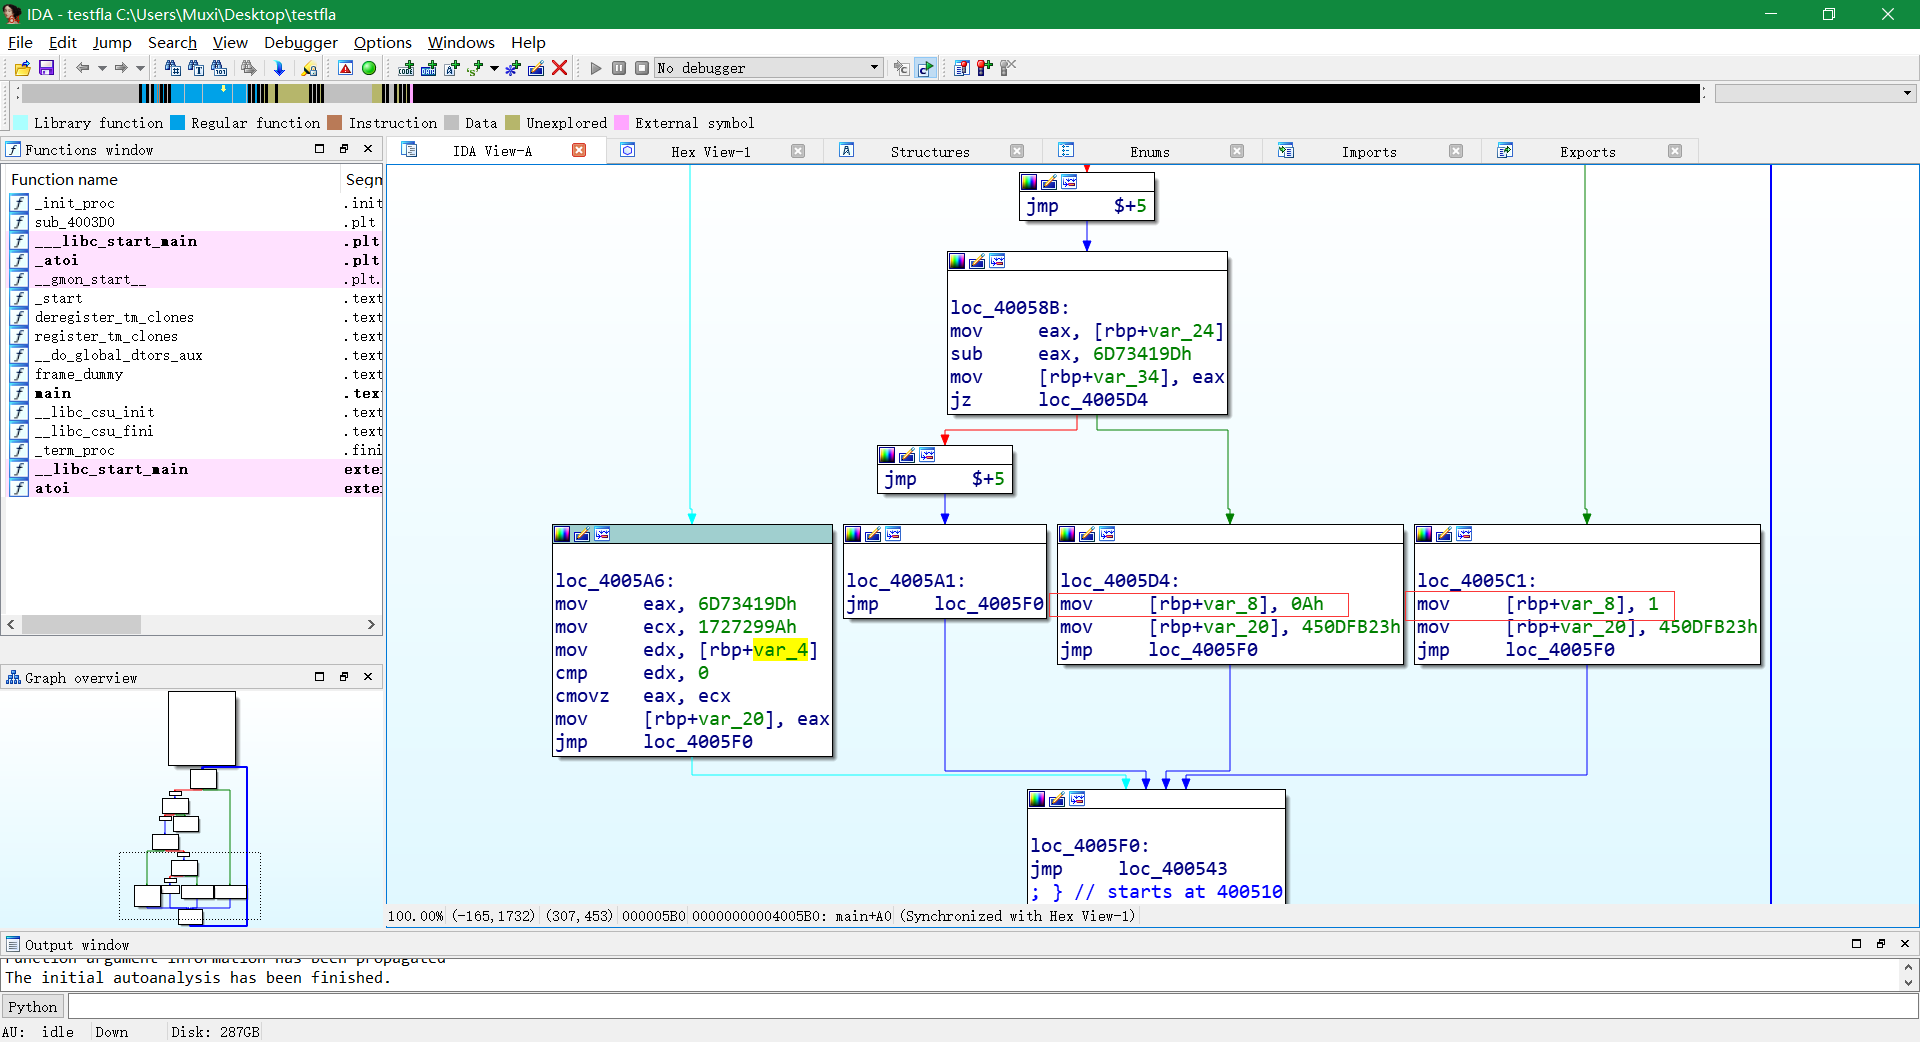 IDA - testfla C:\Users\Muxi\Desktop\testfla
File Edit Jump Search View Debugger Options Windows Help
No debugger
Library function Regular function Instruction Data Unexplored External symbol
Functions window
Function name Segn
_init_proc .init
sub_4003D0 .plt
___libc_start_main .plt
_atoi .plt
__gmon_start__ .plt.
_start .text
deregister_tm_clones .text
register_tm_clones .text
__do_global_dtors_aux .text
frame_dummy .text
main .tex
__libc_csu_init .text
__libc_csu_fini .text
_term_proc .fini
__libc_start_main exte
atoi exte
Graph overview
IDA View-A Hex View-1 Structures Enums Imports Exports
jmp $+5
loc_40058B:
mov eax, [rbp+var_24]
sub eax, 6D73419Dh
mov [rbp+var_34], eax
jz loc_4005D4
jmp $+5
loc_4005A6:
mov eax, 6D73419Dh
mov ecx, 1727299Ah
mov edx, [rbp+var_4]
cmp edx, 0
cmovz eax, ecx
mov [rbp+var_20], eax
jmp loc_4005F0
loc_4005A1:
jmp loc_4005F0
loc_4005D4:
mov [rbp+var_8], 0Ah
mov [rbp+var_20], 450DFB23h
jmp loc_4005F0
loc_4005C1:
mov [rbp+var_8], 1
mov [rbp+var_20], 450DFB23h
jmp loc_4005F0
loc_4005F0:
jmp loc_400543
; } // starts at 400510
100.00% (-165,1732) (307,453) 000005B0 00000000004005B0: main+A0 (Synchronized with Hex View-1)
Output window
Function argument information has been propagated
The initial autoanalysis has been finished.
Python
AU: idle Down Disk: 287GB